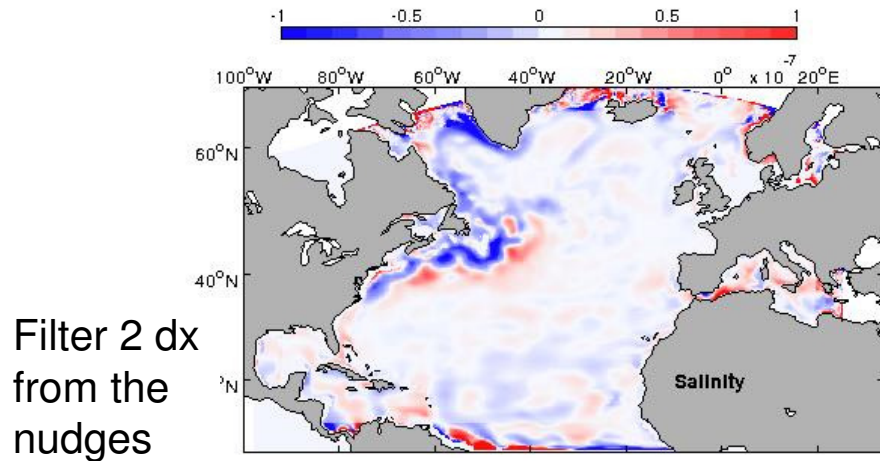 -1 -0.5 0 0.5 1
-7
100°W 80°W 60°W 40°W 20°W 0° x 10 20°E
60°N
40°N
°N
Salinity
Filter 2 dx
from the
nudges